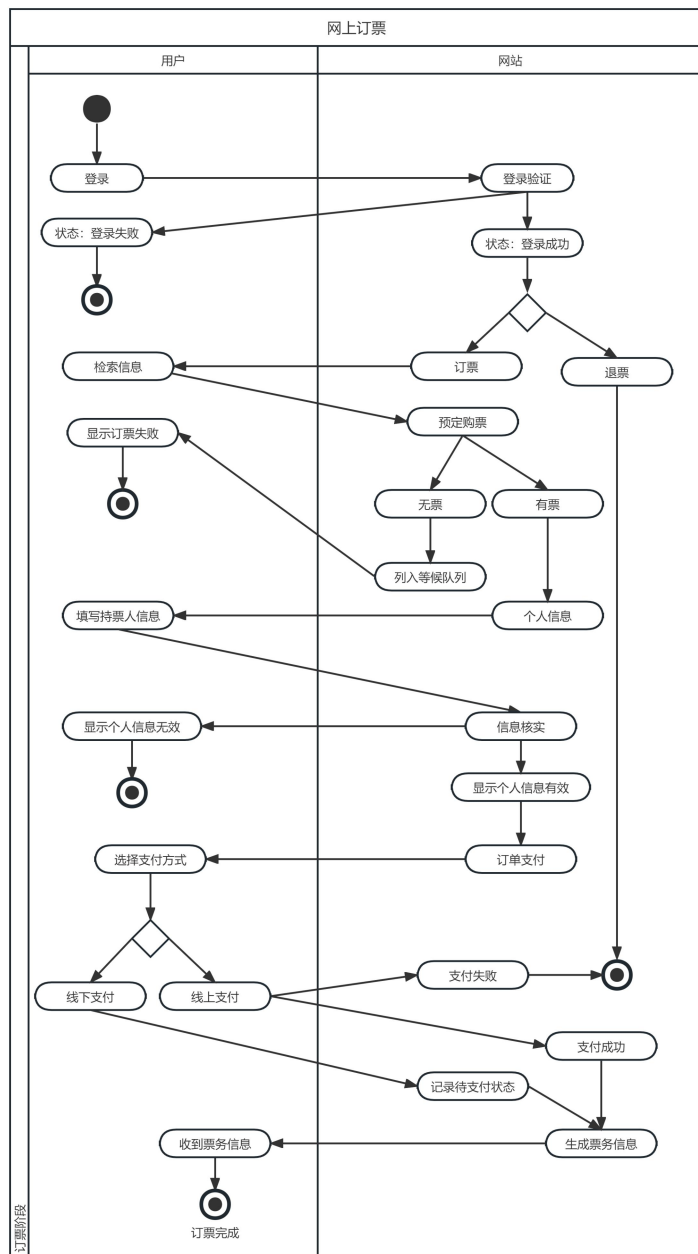 网上订票
用户
网站
登录
登录验证
状态：登录失败
状态：登录成功
检索信息
订票
退票
显示订票失败
预定购票
无票
有票
列入等候队列
填写持票人信息
个人信息
显示个人信息无效
信息核实
显示个人信息有效
选择支付方式
订单支付
线下支付
线上支付
支付失败
支付成功
记录待支付状态
收到票务信息
生成票务信息
订票完成
订票阶段